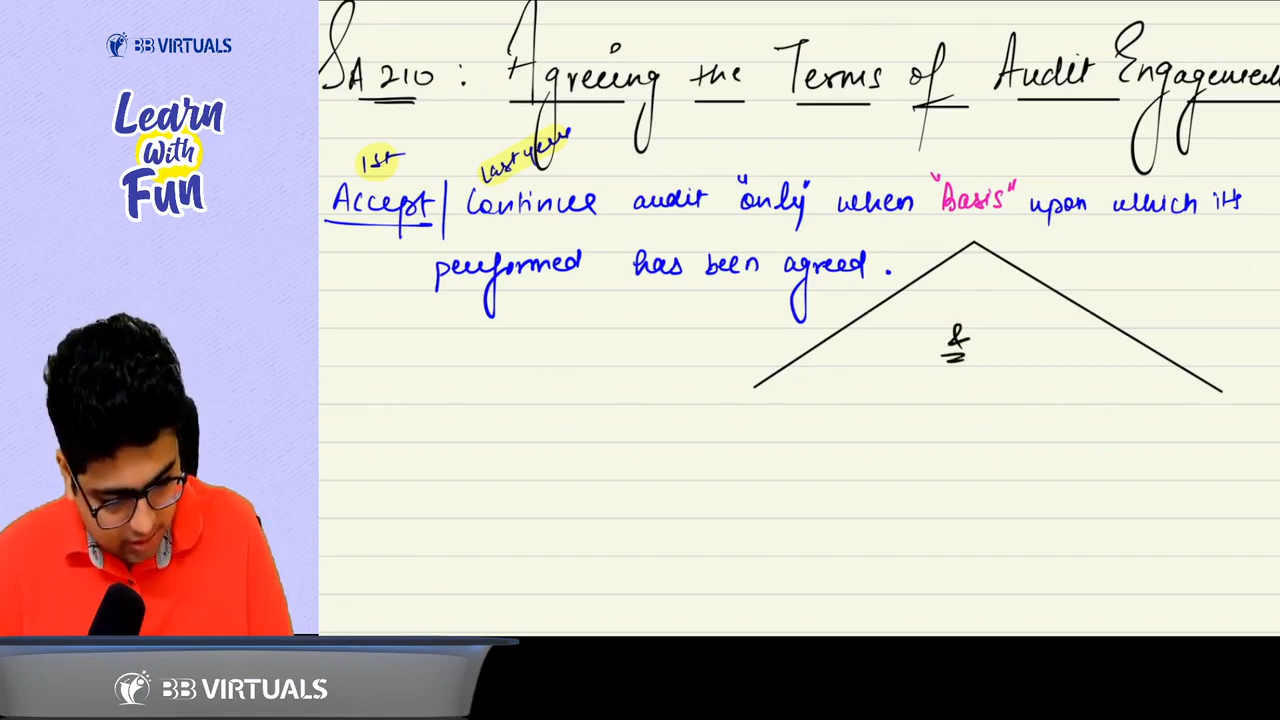 BB VIRTUALS
Learn
With
Fun
SA 210 : Agreeing the Terms of Audit Engagement
1st
Last year
Accept | Continue audit "only" when "Basis" upon which its
performed has been agreed.
&
BB VIRTUALS